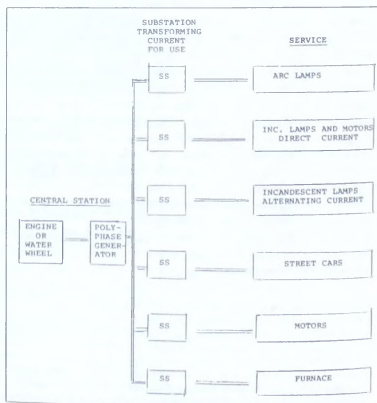 SUBSTATION
TRANSFORMING
CURRENT
FOR USE
SERVICE
SS
ARC LAMPS
SS
INC. LAMPS AND MOTORS
DIRECT CURRENT
SS
INCANDESCENT LAMPS
ALTERNATING CURRENT
CENTRAL STATION
ENGINE
OR
WATER
WHEEL
POLY-
PHASE
GENER-
ATOR
SS
STREET CARS
SS
MOTORS
SS
FURNACE